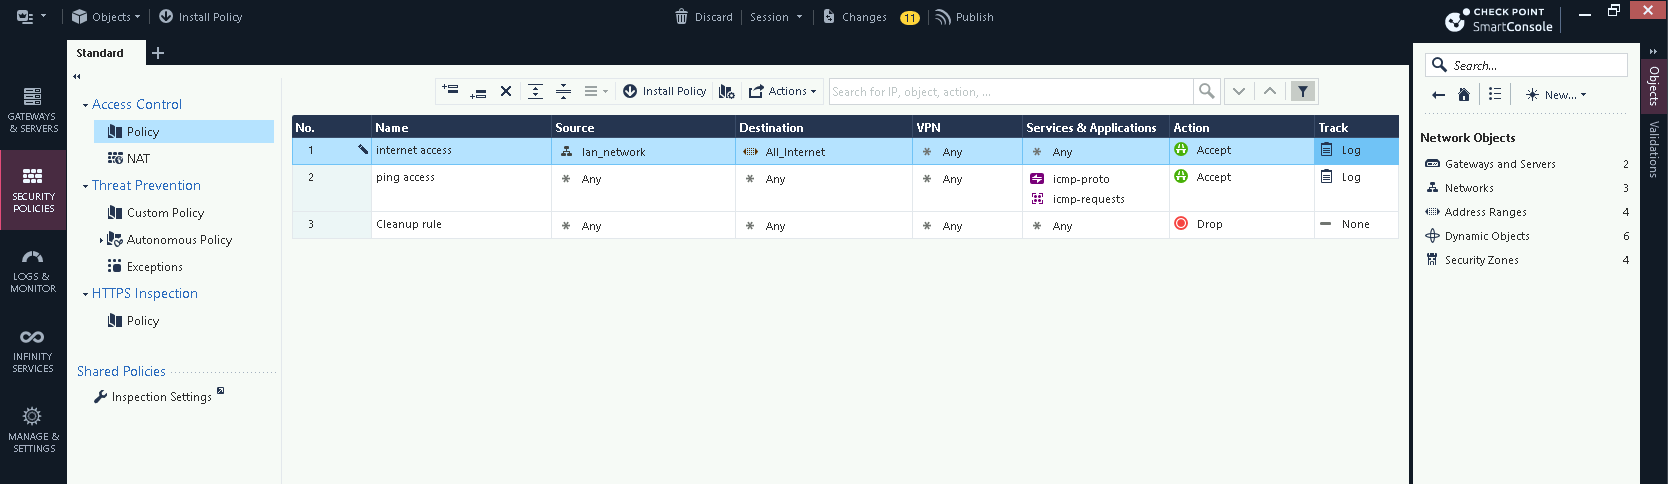 Objects
Install Policy
Discard
Session
Changes
11
Publish
CHECK POINT
SmartConsole
Standard
GATEWAYS
& SERVERS
SECURITY
POLICIES
LOGS &
MONITOR
INFINITY
SERVICES
MANAGE &
SETTINGS
Access Control
Policy
NAT
Threat Prevention
Custom Policy
Autonomous Policy
Exceptions
HTTPS Inspection
Policy
Shared Policies
Inspection Settings
Install Policy
Actions
Search for IP, object, action, ...
No. Name Source Destination VPN Services & Applications Action Track
1 internet access lan_network All_Internet * Any * Any Accept Log
2 ping access * Any * Any * Any icmp-proto Accept Log
icmp-requests
3 Cleanup rule * Any * Any * Any * Any Drop — None
Search...
New...
Network Objects
Gateways and Servers 2
Networks 3
Address Ranges 4
Dynamic Objects 6
Security Zones 4
Objects
Validations